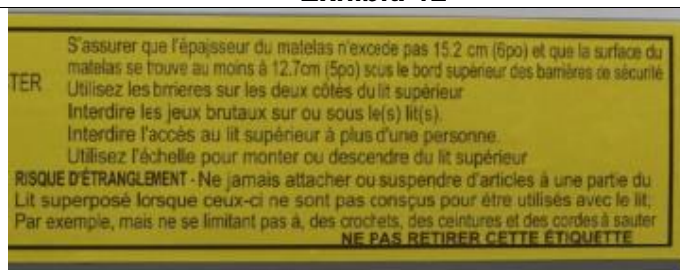 S'assurer que l'épaisseur du matelas n'excede pas 15.2 cm (6po) et que la surface du
TER matelas se trouve au moins à 12.7cm (5po) sous le bord supérieur des barrières de sécurité
Utilisez les brrieres sur les deux côtés du lit supérieur
Interdire les jeux brutaux sur ou sous le(s) lit(s).
Interdire l'accès au lit supérieur à plus d'une personne.
Utilisez l'échelle pour monter ou descendre du lit supérieur
RISQUE D'ÉTRANGLEMENT - Ne jamais attacher ou suspendre d'articles à une partie du
Lit superposé lorsque ceux-ci ne sont pas consçus pour être utilisés avec le lit;
Par exemple, mais ne se limitant pas à, des crochets, des ceintures et des cordes à sauter
NE PAS RETIRER CETTE ÉTIQUETTE